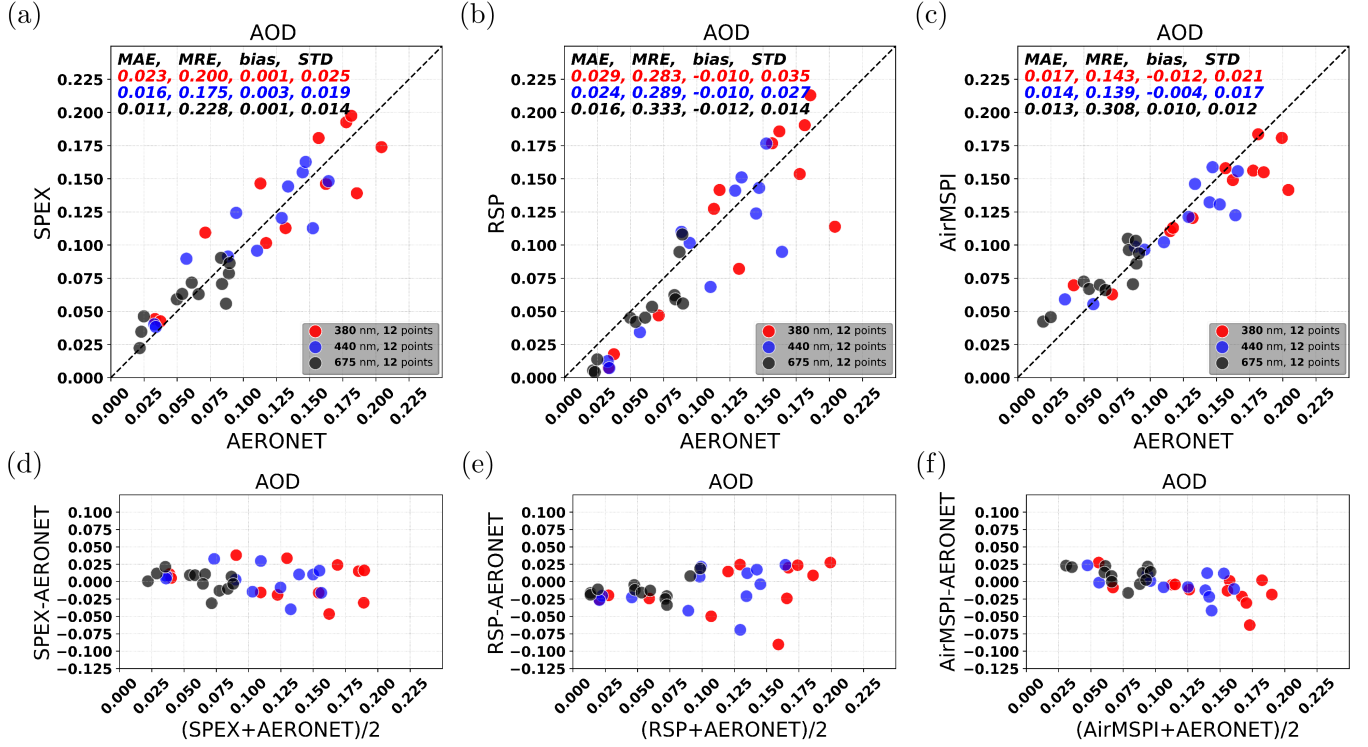 (a)
AOD
MAE, MRE, bias, STD
0.023, 0.200, 0.001, 0.025
0.016, 0.175, 0.003, 0.019
0.011, 0.228, 0.001, 0.014
SPEX
0.225
0.200
0.175
0.150
0.125
0.100
0.075
0.050
0.025
0.000
380 nm, 12 points
440 nm, 12 points
675 nm, 12 points
0.000 0.025 0.050 0.075 0.100 0.125 0.150 0.175 0.200 0.225
AERONET
(b)
AOD
MAE, MRE, bias, STD
0.029, 0.283, -0.010, 0.035
0.024, 0.289, -0.010, 0.027
0.016, 0.333, -0.012, 0.014
RSP
0.225
0.200
0.175
0.150
0.125
0.100
0.075
0.050
0.025
0.000
380 nm, 12 points
440 nm, 12 points
675 nm, 12 points
0.000 0.025 0.050 0.075 0.100 0.125 0.150 0.175 0.200 0.225
AERONET
(c)
AOD
MAE, MRE, bias, STD
0.017, 0.143, -0.012, 0.021
0.014, 0.139, -0.004, 0.017
0.013, 0.308, 0.010, 0.012
AirMSPI
0.225
0.200
0.175
0.150
0.125
0.100
0.075
0.050
0.025
0.000
380 nm, 12 points
440 nm, 12 points
675 nm, 12 points
0.000 0.025 0.050 0.075 0.100 0.125 0.150 0.175 0.200 0.225
AERONET
(d)
AOD
SPEX-AERONET
0.100
0.075
0.050
0.025
0.000
−0.025
−0.050
−0.075
−0.100
−0.125
0.000 0.025 0.050 0.075 0.100 0.125 0.150 0.175 0.200 0.225
(SPEX+AERONET)/2
(e)
AOD
RSP-AERONET
0.100
0.075
0.050
0.025
0.000
−0.025
−0.050
−0.075
−0.100
−0.125
0.000 0.025 0.050 0.075 0.100 0.125 0.150 0.175 0.200 0.225
(RSP+AERONET)/2
(f)
AOD
AirMSPI-AERONET
0.100
0.075
0.050
0.025
0.000
−0.025
−0.050
−0.075
−0.100
−0.125
0.000 0.025 0.050 0.075 0.100 0.125 0.150 0.175 0.200 0.225
(AirMSPI+AERONET)/2